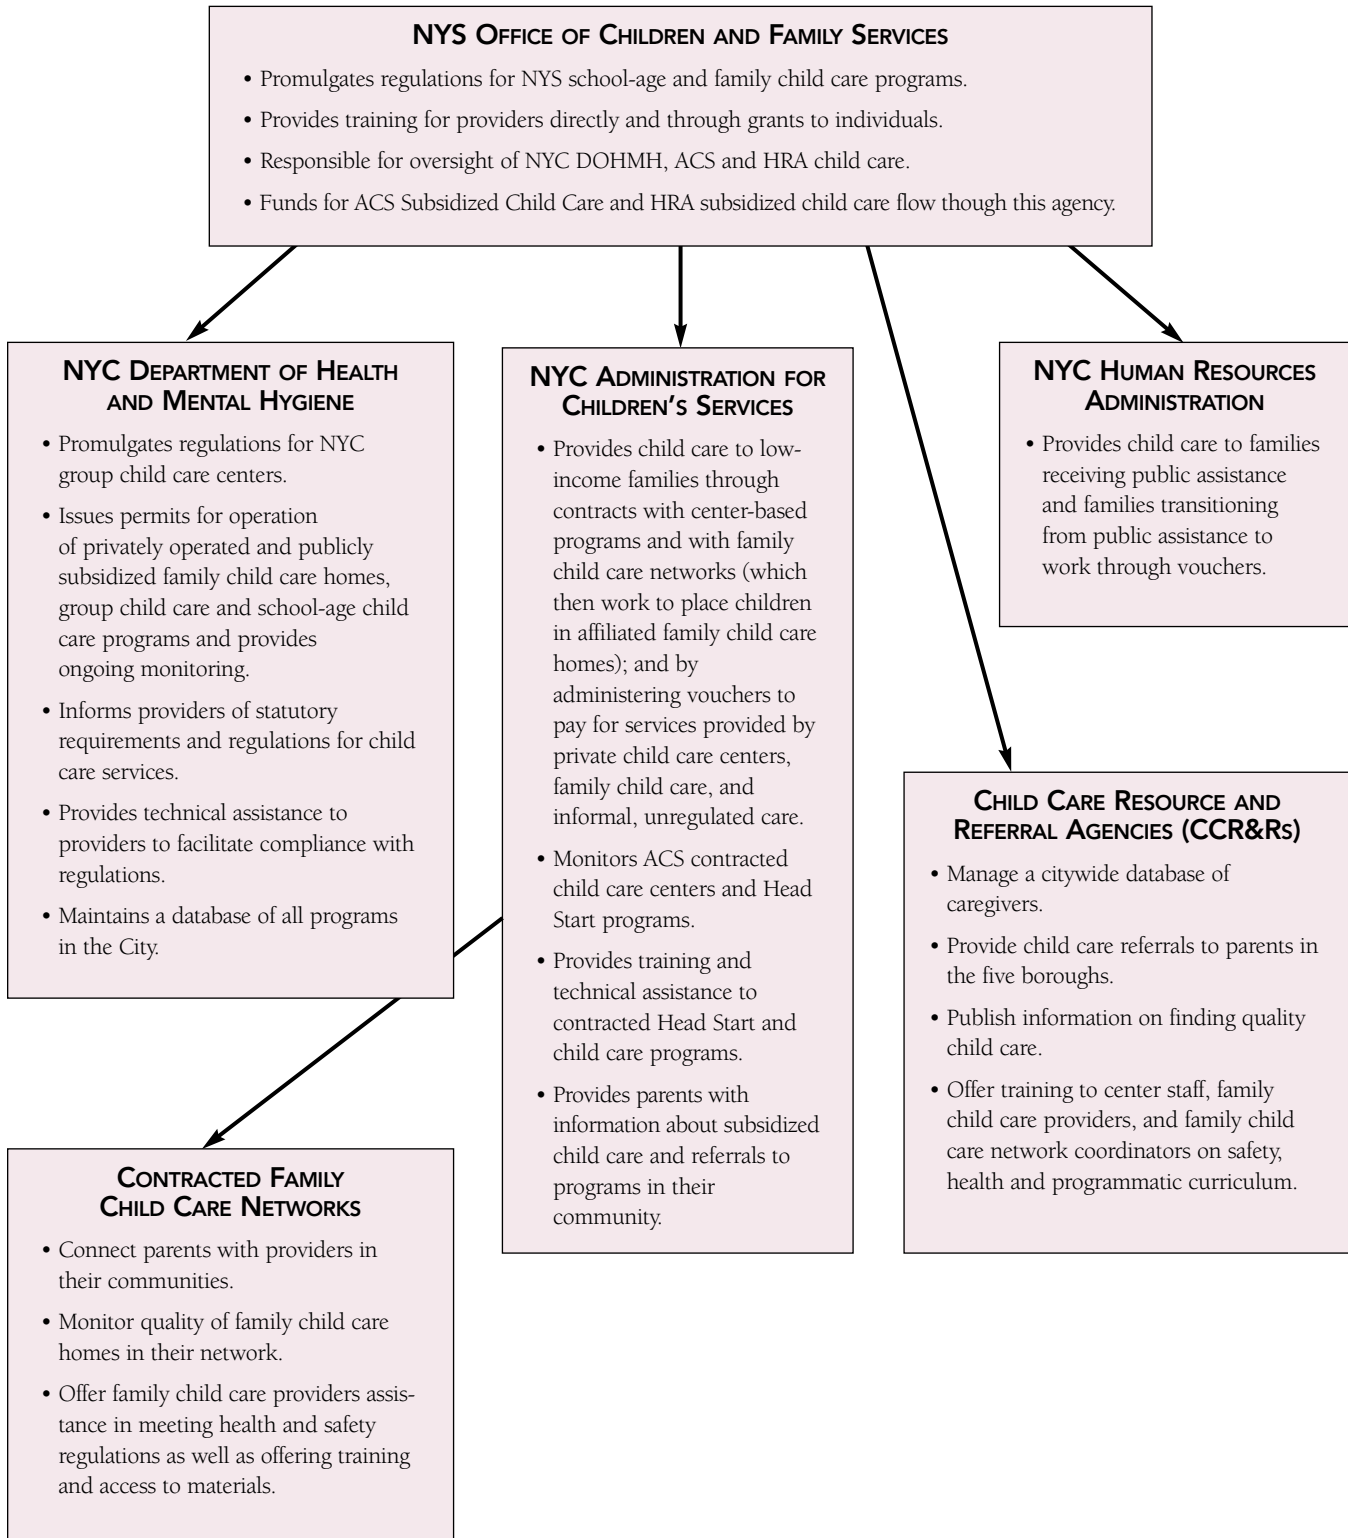 NYS OFFICE OF CHILDREN AND FAMILY SERVICES
• Promulgates regulations for NYS school-age and family child care programs.
• Provides training for providers directly and through grants to individuals.
• Responsible for oversight of NYC DOHMH, ACS and HRA child care.
• Funds for ACS Subsidized Child Care and HRA subsidized child care flow though this agency.
NYC DEPARTMENT OF HEALTH
AND MENTAL HYGIENE
• Promulgates regulations for NYC
group child care centers.
• Issues permits for operation
of privately operated and publicly
subsidized family child care homes,
group child care and school-age child
care programs and provides
ongoing monitoring.
• Informs providers of statutory
requirements and regulations for child
care services.
• Provides technical assistance to
providers to facilitate compliance with
regulations.
• Maintains a database of all programs
in the City.
NYC ADMINISTRATION FOR
CHILDREN'S SERVICES
• Provides child care to low-
income families through
contracts with center-based
programs and with family
child care networks (which
then work to place children
in affiliated family child care
homes); and by
administering vouchers to
pay for services provided by
private child care centers,
family child care, and
informal, unregulated care.
• Monitors ACS contracted
child care centers and Head
Start programs.
• Provides training and
technical assistance to
contracted Head Start and
child care programs.
• Provides parents with
information about subsidized
child care and referrals to
programs in their
community.
NYC HUMAN RESOURCES
ADMINISTRATION
• Provides child care to families
receiving public assistance
and families transitioning
from public assistance to
work through vouchers.
CHILD CARE RESOURCE AND
REFERRAL AGENCIES (CCR&RS)
• Manage a citywide database of
caregivers.
• Provide child care referrals to parents in
the five boroughs.
• Publish information on finding quality
child care.
• Offer training to center staff, family
child care providers, and family child
care network coordinators on safety,
health and programmatic curriculum.
CONTRACTED FAMILY
CHILD CARE NETWORKS
• Connect parents with providers in
their communities.
• Monitor quality of family child care
homes in their network.
• Offer family child care providers assis-
tance in meeting health and safety
regulations as well as offering training
and access to materials.